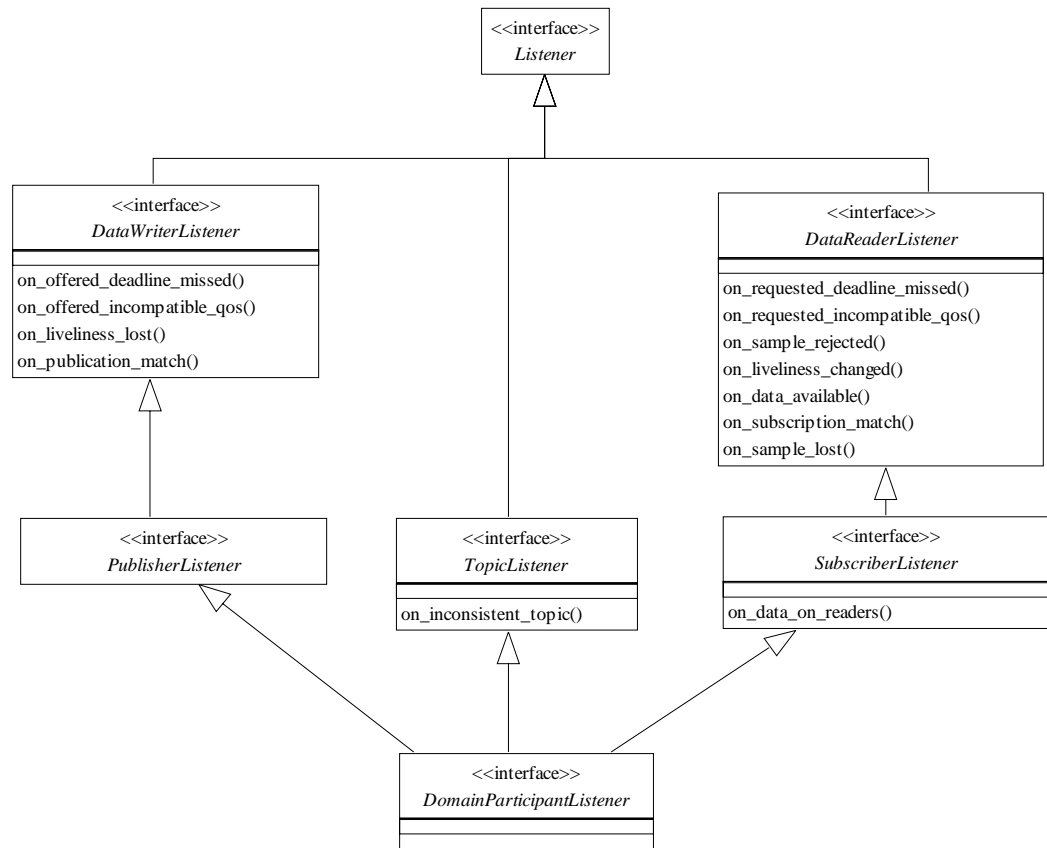 <<interface>>
Listener
<<interface>>
DataWriterListener
on_offered_deadline_missed()
on_offered_incompatible_qos()
on_liveliness_lost()
on_publication_match()
<<interface>>
DataReaderListener
on_requested_deadline_missed()
on_requested_incompatible_qos()
on_sample_rejected()
on_liveliness_changed()
on_data_available()
on_subscription_match()
on_sample_lost()
<<interface>>
PublisherListener
<<interface>>
TopicListener
on_inconsistent_topic()
<<interface>>
SubscriberListener
on_data_on_readers()
<<interface>>
DomainParticipantListener